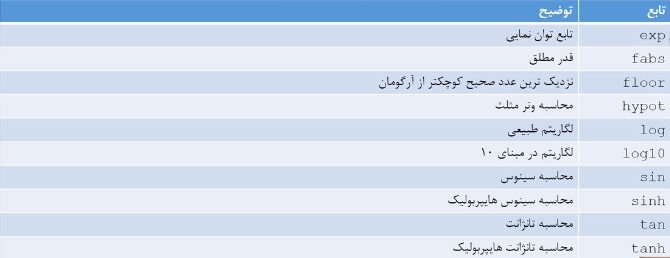 تابع توضیح
exp تابع توان نمایی
fabs قدر مطلق
floor نزدیک ترین عدد صحیح کوچکتر از آرگومان
hypot محاسبه وتر مثلث
log لگاریتم طبیعی
log10 لگاریتم در مبنای ۱۰
sin محاسبه سینوس
sinh محاسبه سینوس هایپربولیک
tan محاسبه تانژانت
tanh محاسبه تانژانت هایپربولیک